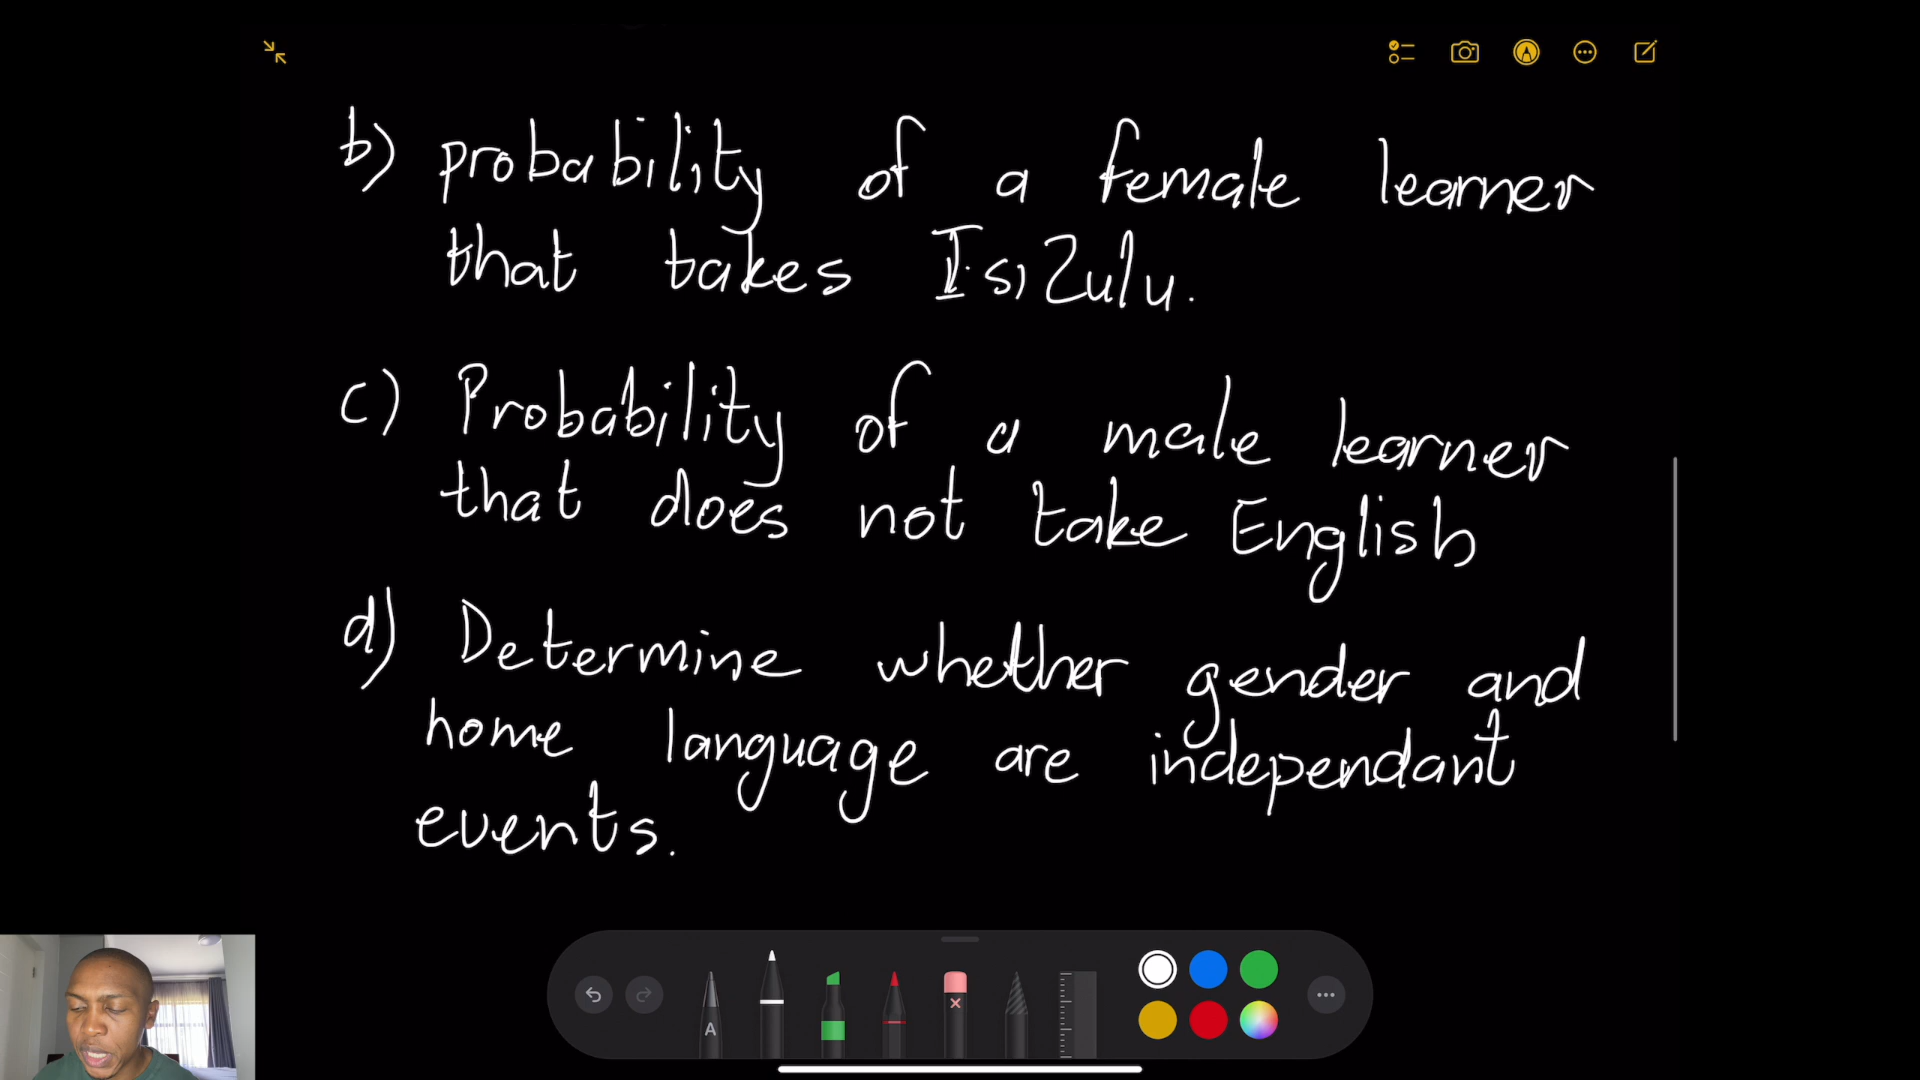 b) probability of a female learner
that takes IsiZulu.
c) Probability of a male learner
that does not take English
d) Determine whether gender and
home language are independant
events.
A